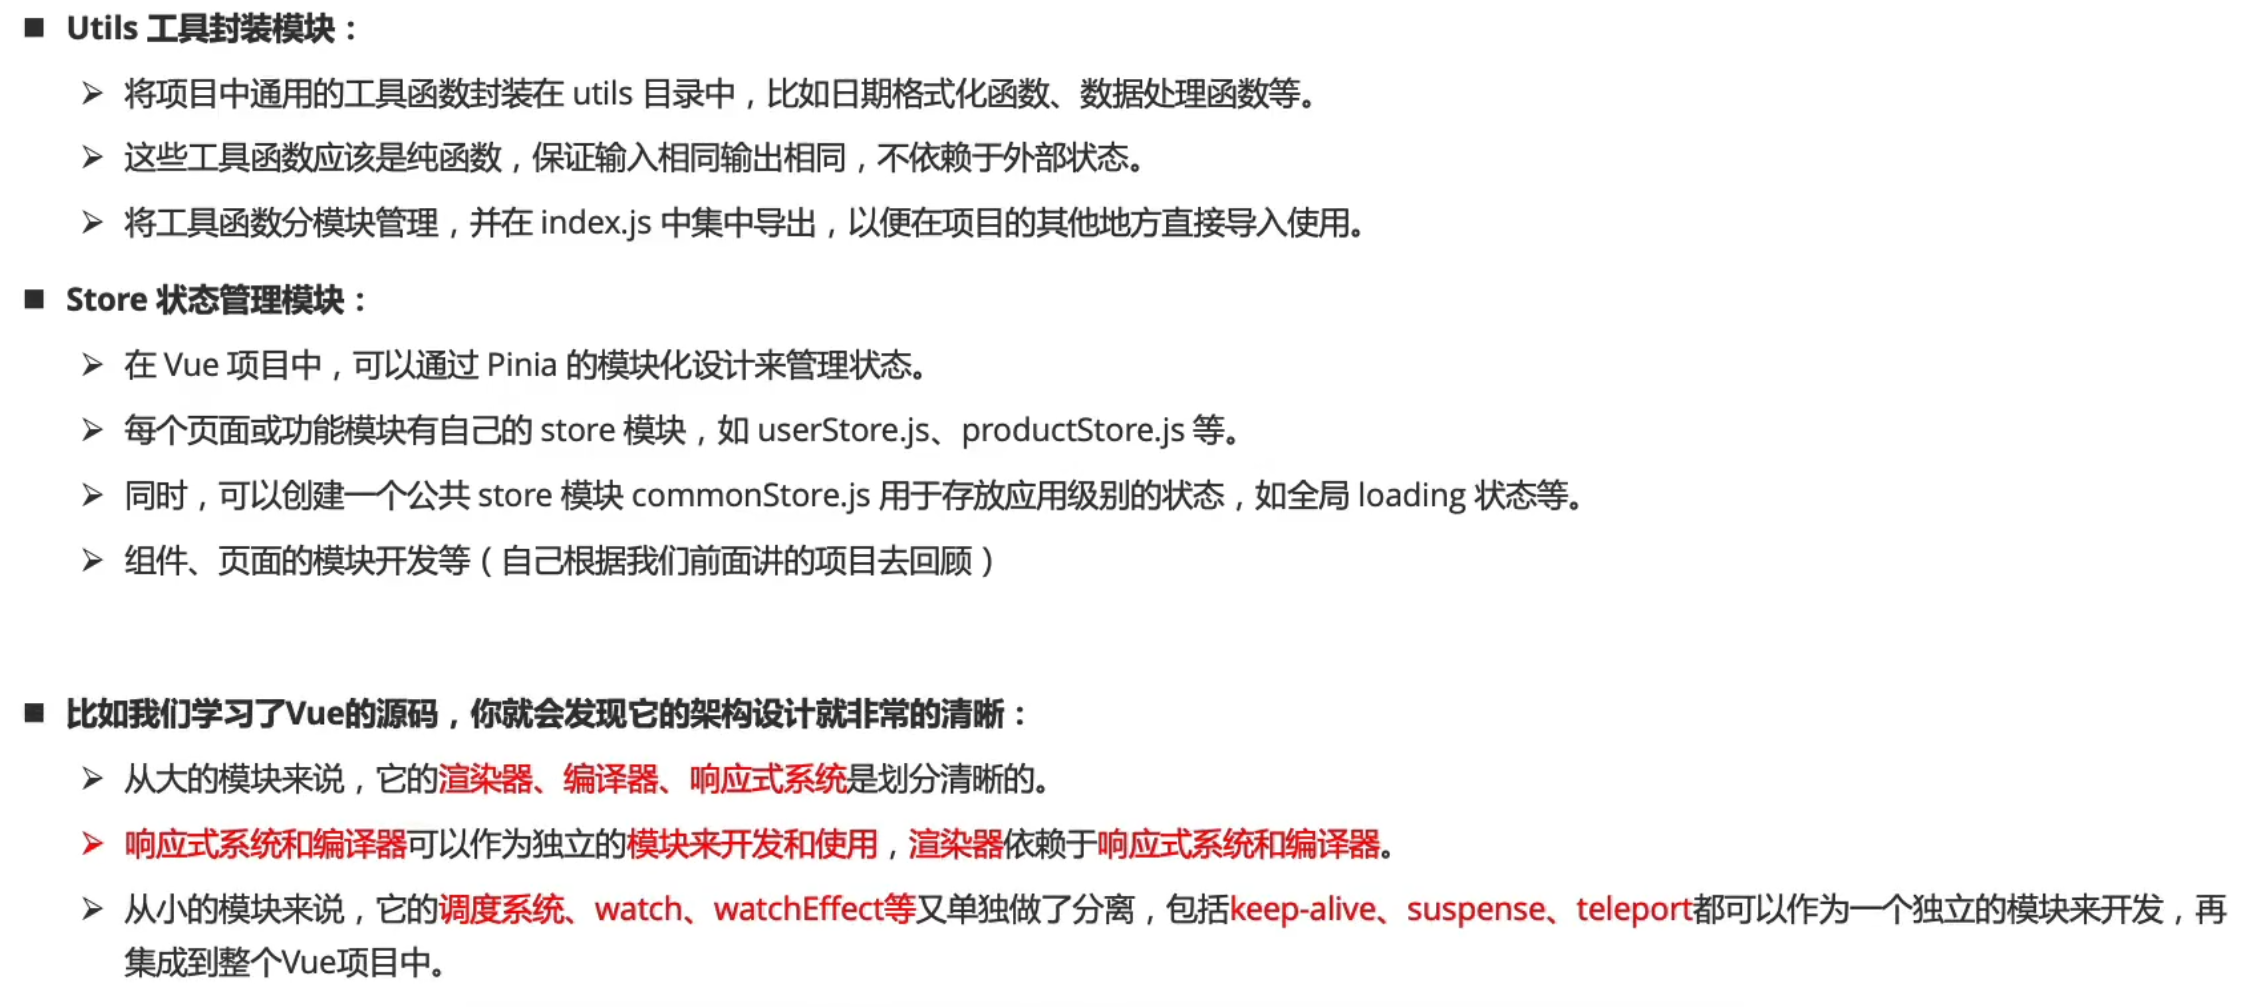 ■ Utils 工具封装模块：
➢ 将项目中通用的工具函数封装在 utils 目录中，比如日期格式化函数、数据处理函数等。
➢ 这些工具函数应该是纯函数，保证输入相同输出相同，不依赖于外部状态。
➢ 将工具函数分模块管理，并在 index.js 中集中导出，以便在项目的其他地方直接导入使用。
■ Store 状态管理模块：
➢ 在 Vue 项目中，可以通过 Pinia 的模块化设计来管理状态。
➢ 每个页面或功能模块有自己的 store 模块，如 userStore.js、productStore.js 等。
➢ 同时，可以创建一个公共 store 模块 commonStore.js 用于存放应用级别的状态，如全局 loading 状态等。
➢ 组件、页面的模块开发等（自己根据我们前面讲的项目去回顾）
■ 比如我们学习了Vue的源码，你就会发现它的架构设计就非常的清晰：
➢ 从大的模块来说，它的渲染器、编译器、响应式系统是划分清晰的。
➢ 响应式系统和编译器可以作为独立的模块来开发和使用，渲染器依赖于响应式系统和编译器。
➢ 从小的模块来说，它的调度系统、watch、watchEffect等又单独做了分离，包括keep-alive、suspense、teleport都可以作为一个独立的模块来开发，再
集成到整个Vue项目中。